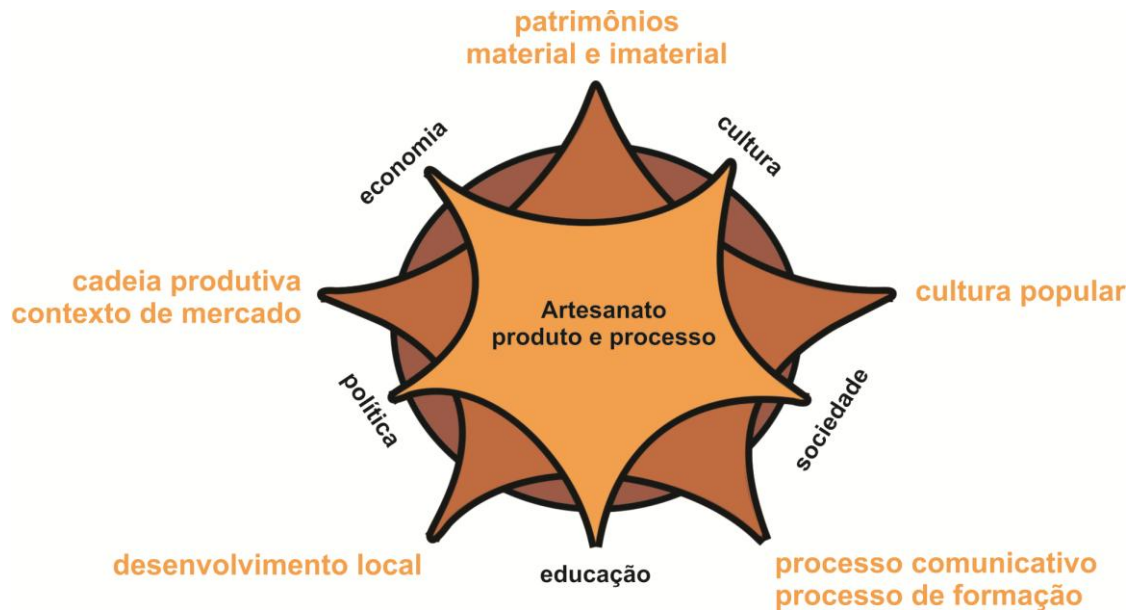 patrimônios
material e imaterial
economia
cultura
cadeia produtiva
contexto de mercado
Artesanato
produto e processo
cultura popular
política
sociedade
desenvolvimento local
educação
processo comunicativo
processo de formação